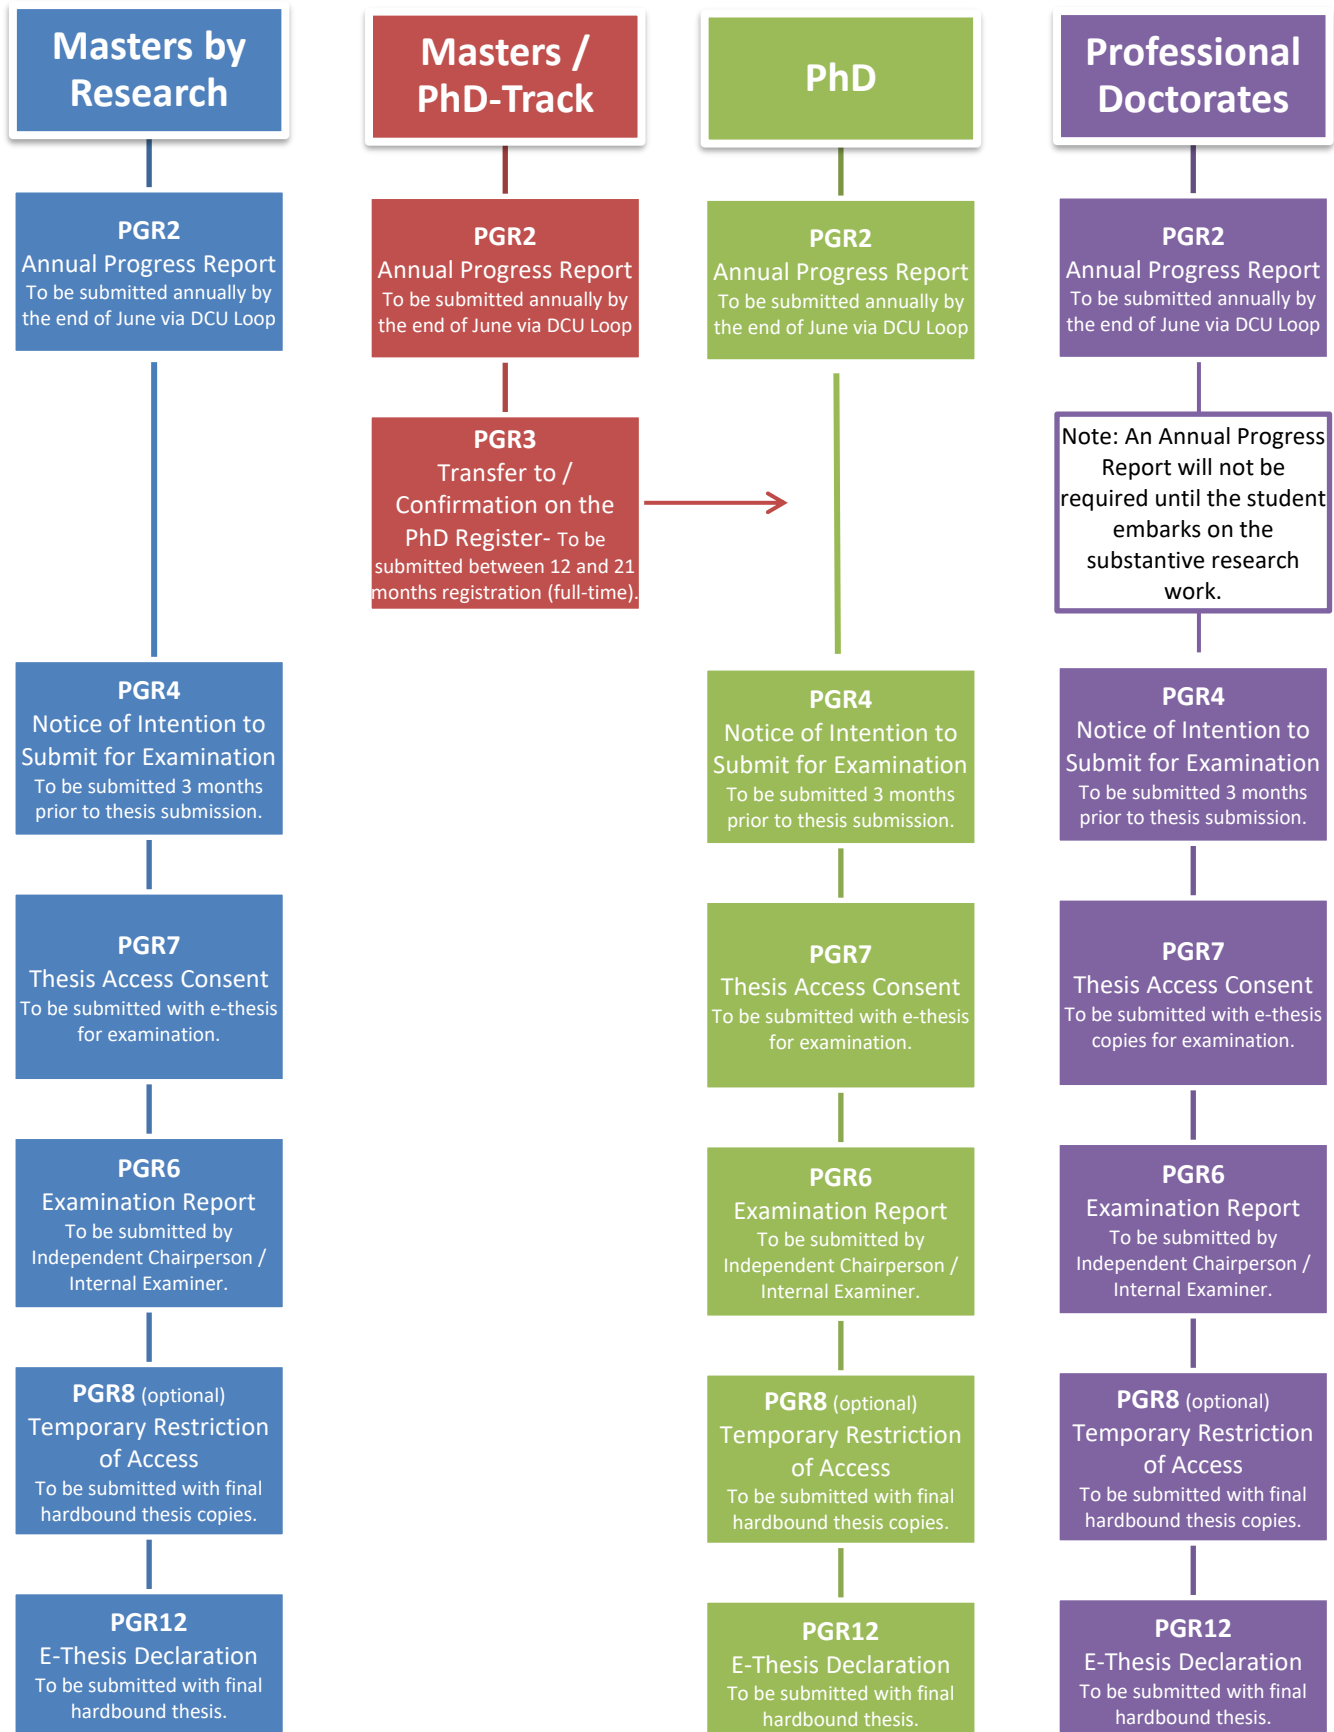 Masters by
Research
PGR2
Annual Progress Report
To be submitted annually by
the end of June via DCU Loop
PGR4
Notice of Intention to
Submit for Examination
To be submitted 3 months
prior to thesis submission.
PGR7
Thesis Access Consent
To be submitted with e-thesis
for examination.
PGR6
Examination Report
To be submitted by
Independent Chairperson /
Internal Examiner.
PGR8 (optional)
Temporary Restriction
of Access
To be submitted with final
hardbound thesis copies.
PGR12
E-Thesis Declaration
To be submitted with final
hardbound thesis.
Masters /
PhD-Track
PGR2
Annual Progress Report
To be submitted annually by
the end of June via DCU Loop
PGR3
Transfer to /
Confirmation on the
PhD Register- To be
submitted between 12 and 21
months registration (full-time).
PhD
PGR2
Annual Progress Report
To be submitted annually by
the end of June via DCU Loop
PGR4
Notice of Intention to
Submit for Examination
To be submitted 3 months
prior to thesis submission.
PGR7
Thesis Access Consent
To be submitted with e-thesis
for examination.
PGR6
Examination Report
To be submitted by
Independent Chairperson /
Internal Examiner.
PGR8 (optional)
Temporary Restriction
of Access
To be submitted with final
hardbound thesis copies.
PGR12
E-Thesis Declaration
To be submitted with final
hardbound thesis.
Professional
Doctorates
PGR2
Annual Progress Report
To be submitted annually by
the end of June via DCU Loop
Note: An Annual Progress
Report will not be
required until the student
embarks on the
substantive research
work.
PGR4
Notice of Intention to
Submit for Examination
To be submitted 3 months
prior to thesis submission.
PGR7
Thesis Access Consent
To be submitted with e-thesis
copies for examination.
PGR6
Examination Report
To be submitted by
Independent Chairperson /
Internal Examiner.
PGR8 (optional)
Temporary Restriction
of Access
To be submitted with final
hardbound thesis copies.
PGR12
E-Thesis Declaration
To be submitted with final
hardbound thesis.